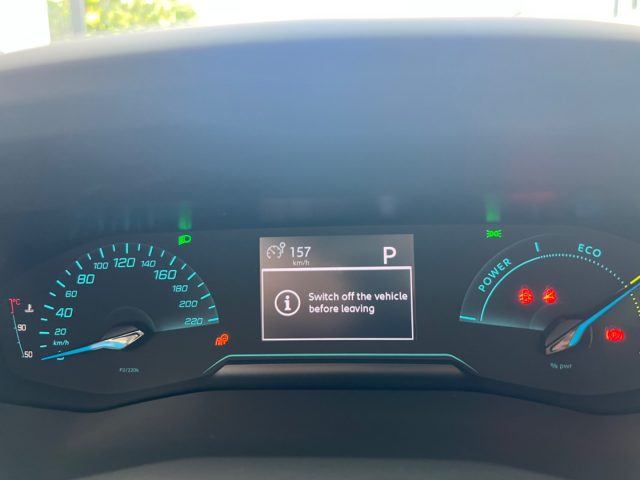 157
km/h
P
i
Switch off the vehicle
before leaving
°C
90
50
20
40
60
80
100
120
140
160
180
200
220
km/h
POWER
ECO
% pwr